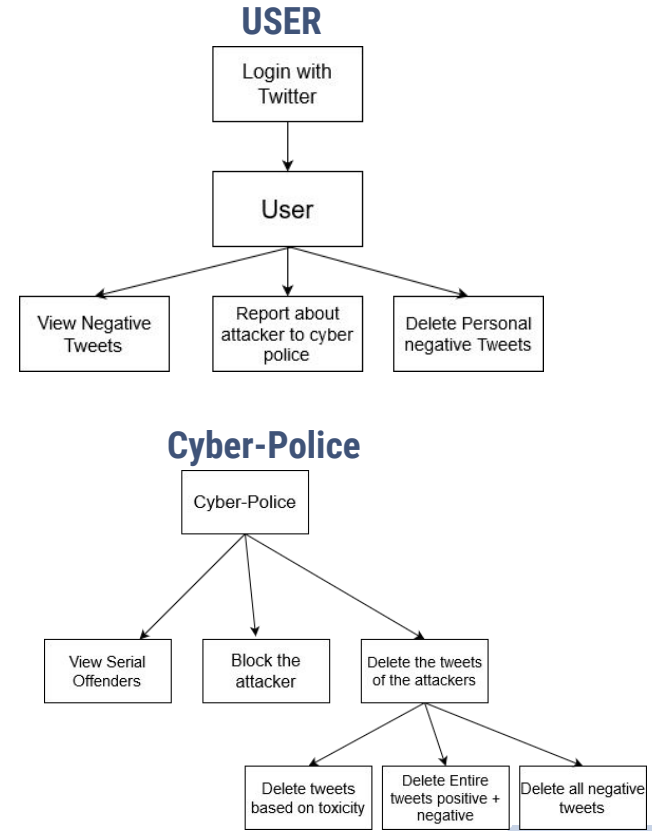 USER
Login with
Twitter
User
View Negative
Tweets
Report about
attacker to cyber
police
Delete Personal
negative Tweets
Cyber-Police
Cyber-Police
View Serial
Offenders
Block the
attacker
Delete the tweets
of the attackers
Delete tweets
based on toxicity
Delete Entire
tweets positive +
negative
Delete all negative
tweets